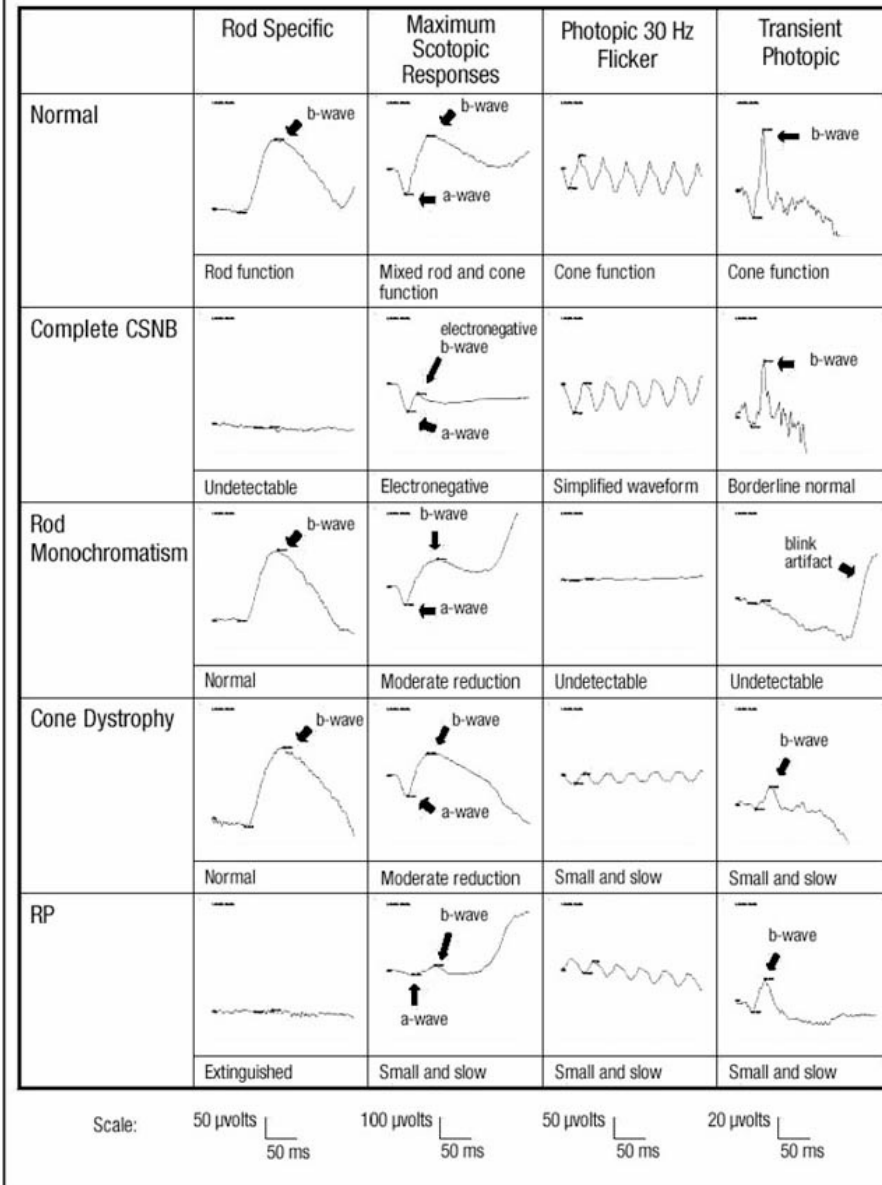 Rod Specific
Maximum
Scotopic
Responses
Photopic 30 Hz
Flicker
Transient
Photopic
Normal
b-wave
b-wave
a-wave
b-wave
Rod function
Mixed rod and cone
function
Cone function
Cone function
Complete CSNB
electronegative
b-wave
a-wave
b-wave
Undetectable
Electronegative
Simplified waveform
Borderline normal
Rod
Monochromatism
b-wave
b-wave
a-wave
blink
artifact
Normal
Moderate reduction
Undetectable
Undetectable
Cone Dystrophy
b-wave
b-wave
a-wave
b-wave
Normal
Moderate reduction
Small and slow
Small and slow
RP
b-wave
a-wave
b-wave
Extinguished
Small and slow
Small and slow
Small and slow
Scale:
50 µvolts
50 ms
100 µvolts
50 ms
50 µvolts
50 ms
20 µvolts
50 ms